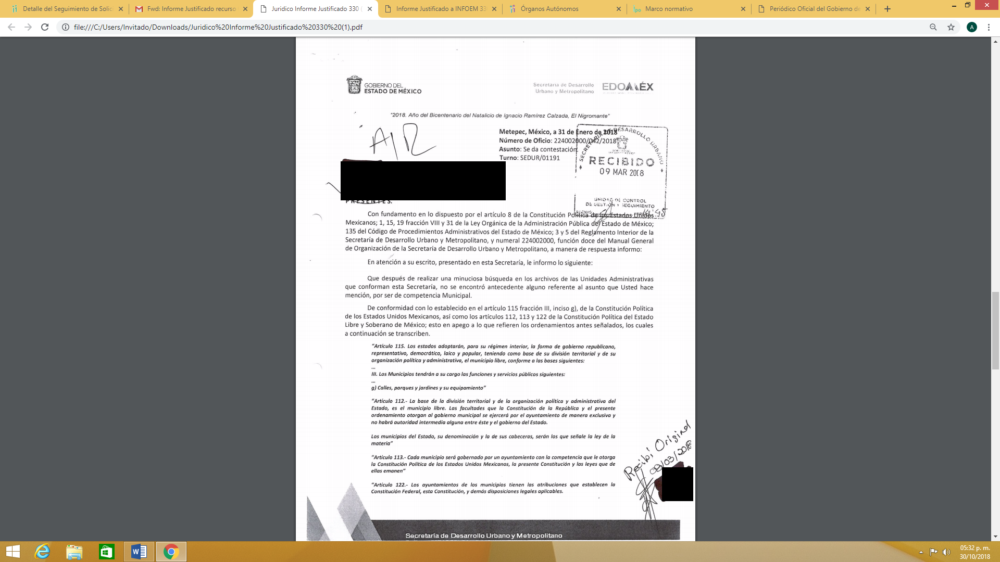 Detalle del Seguimiento de Solici
Fwd: Informe Justificado recurso
Juridico Informe Justificado 330 (
Informe Justificado a INFOEM 33
Órganos Autónomos
Marco normativo
Periódico Oficial del Gobierno de
file:///C:/Users/Invitado/Downloads/Juridico%20Informe%20Justificado%20330%20(1).pdf
A
GOBIERNO DEL
ESTADO DE MÉXICO
Secretaría de Desarrollo
Urbano y Metropolitano
EDOMÉX
"2018. Año del Bicentenario del Natalicio de Ignacio Ramírez Calzada, El Nigromante"
Metepec, México, a 31 de Enero de 2018
Número de Oficio: 224002000/042/2018
Asunto: Se da contestación.
Turno: SEDUR/01191
SECRETARÍA DE DESARROLLO URBANO
RECIBIDO
09 MAR 2018
UNIDAD DE CONTROL
DE GESTIÓN Y SEGUIMIENTO
PRESENTES.
Con fundamento en lo dispuesto por el artículo 8 de la Constitución Política de los Estados Unidos
Mexicanos; 1, 15, 19 fracción VIII y 31 de la Ley Orgánica de la Administración Pública del Estado de México;
135 del Código de Procedimientos Administrativos del Estado de México; 3 y 5 del Reglamento Interior de la
Secretaría de Desarrollo Urbano y Metropolitano, y numeral 224002000, función doce del Manual General
de Organización de la Secretaría de Desarrollo Urbano y Metropolitano, a manera de respuesta informo:
En atención a su escrito, presentado en esta Secretaría, le informo lo siguiente:
Que después de realizar una minuciosa búsqueda en los archivos de las Unidades Administrativas
que conforman esta Secretaría, no se encontró antecedente alguno referente al asunto que Usted hace
mención, por ser de competencia Municipal.
De conformidad con lo establecido en el artículo 115 fracción III, inciso g), de la Constitución Política
de los Estados Unidos Mexicanos, así como los artículos 112, 113 y 122 de la Constitución Política del Estado
Libre y Soberano de México; esto en apego a lo que refieren los ordenamientos antes señalados, los cuales
a continuación se transcriben.
"Artículo 115. Los estados adoptarán, para su régimen interior, la forma de gobierno republicano,
representativo, democrático, laico y popular, teniendo como base de su división territorial y de su
organización política y administrativa, el municipio libre, conforme a las bases siguientes:
...
III. Los Municipios tendrán a su cargo las funciones y servicios públicos siguientes:
...
g) Calles, parques y jardines y su equipamiento"
"Artículo 112.- La base de la división territorial y de la organización política y administrativa del
Estado, es el municipio libre. Las facultades que la Constitución de la República y el presente
ordenamiento otorgan al gobierno municipal se ejercerá por el ayuntamiento de manera exclusiva y
no habrá autoridad intermedia alguna entre éste y el gobierno del Estado.
Los municipios del Estado, su denominación y la de sus cabeceras, serán los que señale la ley de la
materia"
"Artículo 113.- Cada municipio será gobernado por un ayuntamiento con la competencia que le otorga
la Constitución Política de los Estados Unidos Mexicanos, la presente Constitución y las leyes que de
ellas emanen"
"Artículo 122.- Los ayuntamientos de los municipios tienen las atribuciones que establecen la
Constitución Federal, esta Constitución, y demás disposiciones legales aplicables.
Recibí Original
08/03/2018
Secretaría de Desarrollo Urbano y Metropolitano
05:32 p. m.
30/10/2018